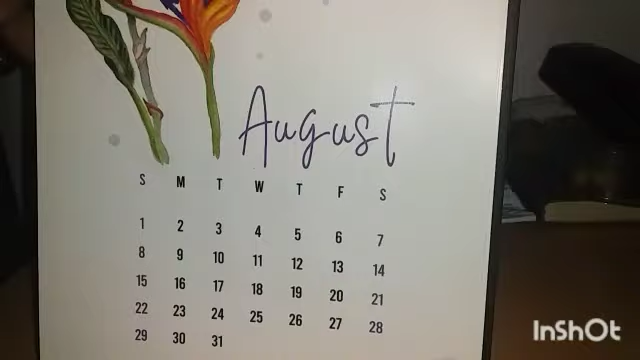 August
S M T W T F S
1 2 3 4 5 6 7
8 9 10 11 12 13 14
15 16 17 18 19 20 21
22 23 24 25 26 27 28
29 30 31
InShOt